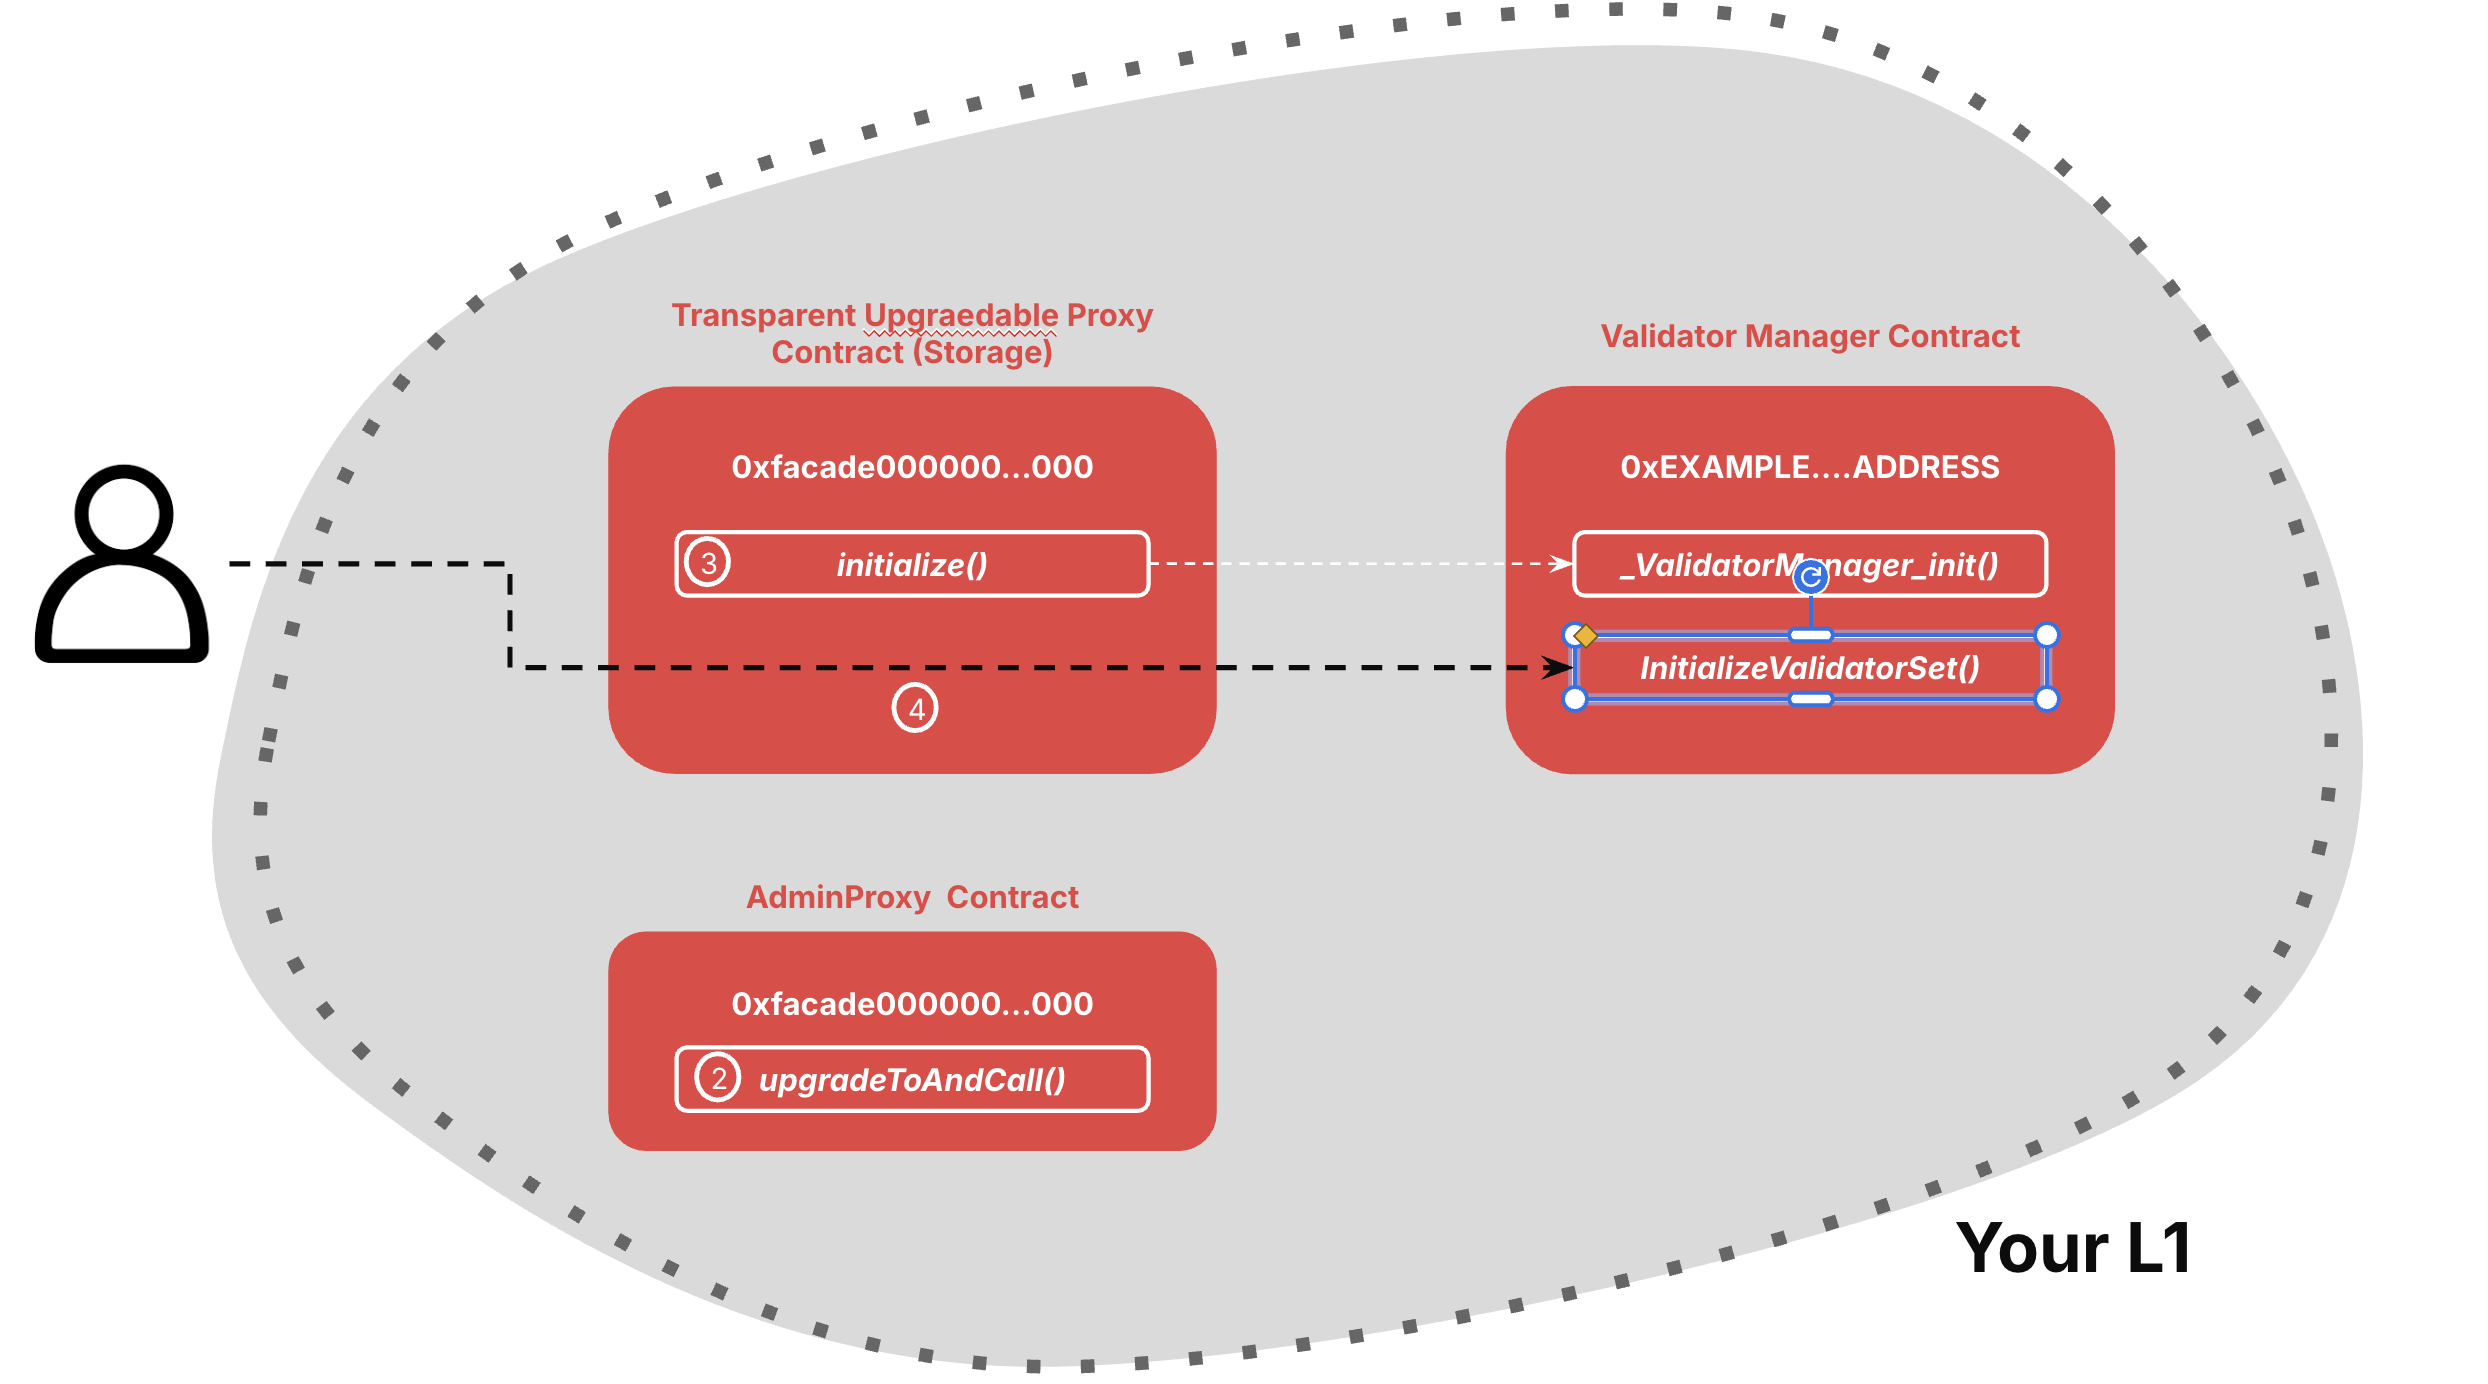 Transparent Upgraedable Proxy
Contract (Storage)
0xfacade000000...000
3 initialize()
4
Validator Manager Contract
0xEXAMPLE....ADDRESS
_ValidatorManager_init()
InitializeValidatorSet()
AdminProxy  Contract
0xfacade000000...000
2 upgradeToAndCall()
Your L1